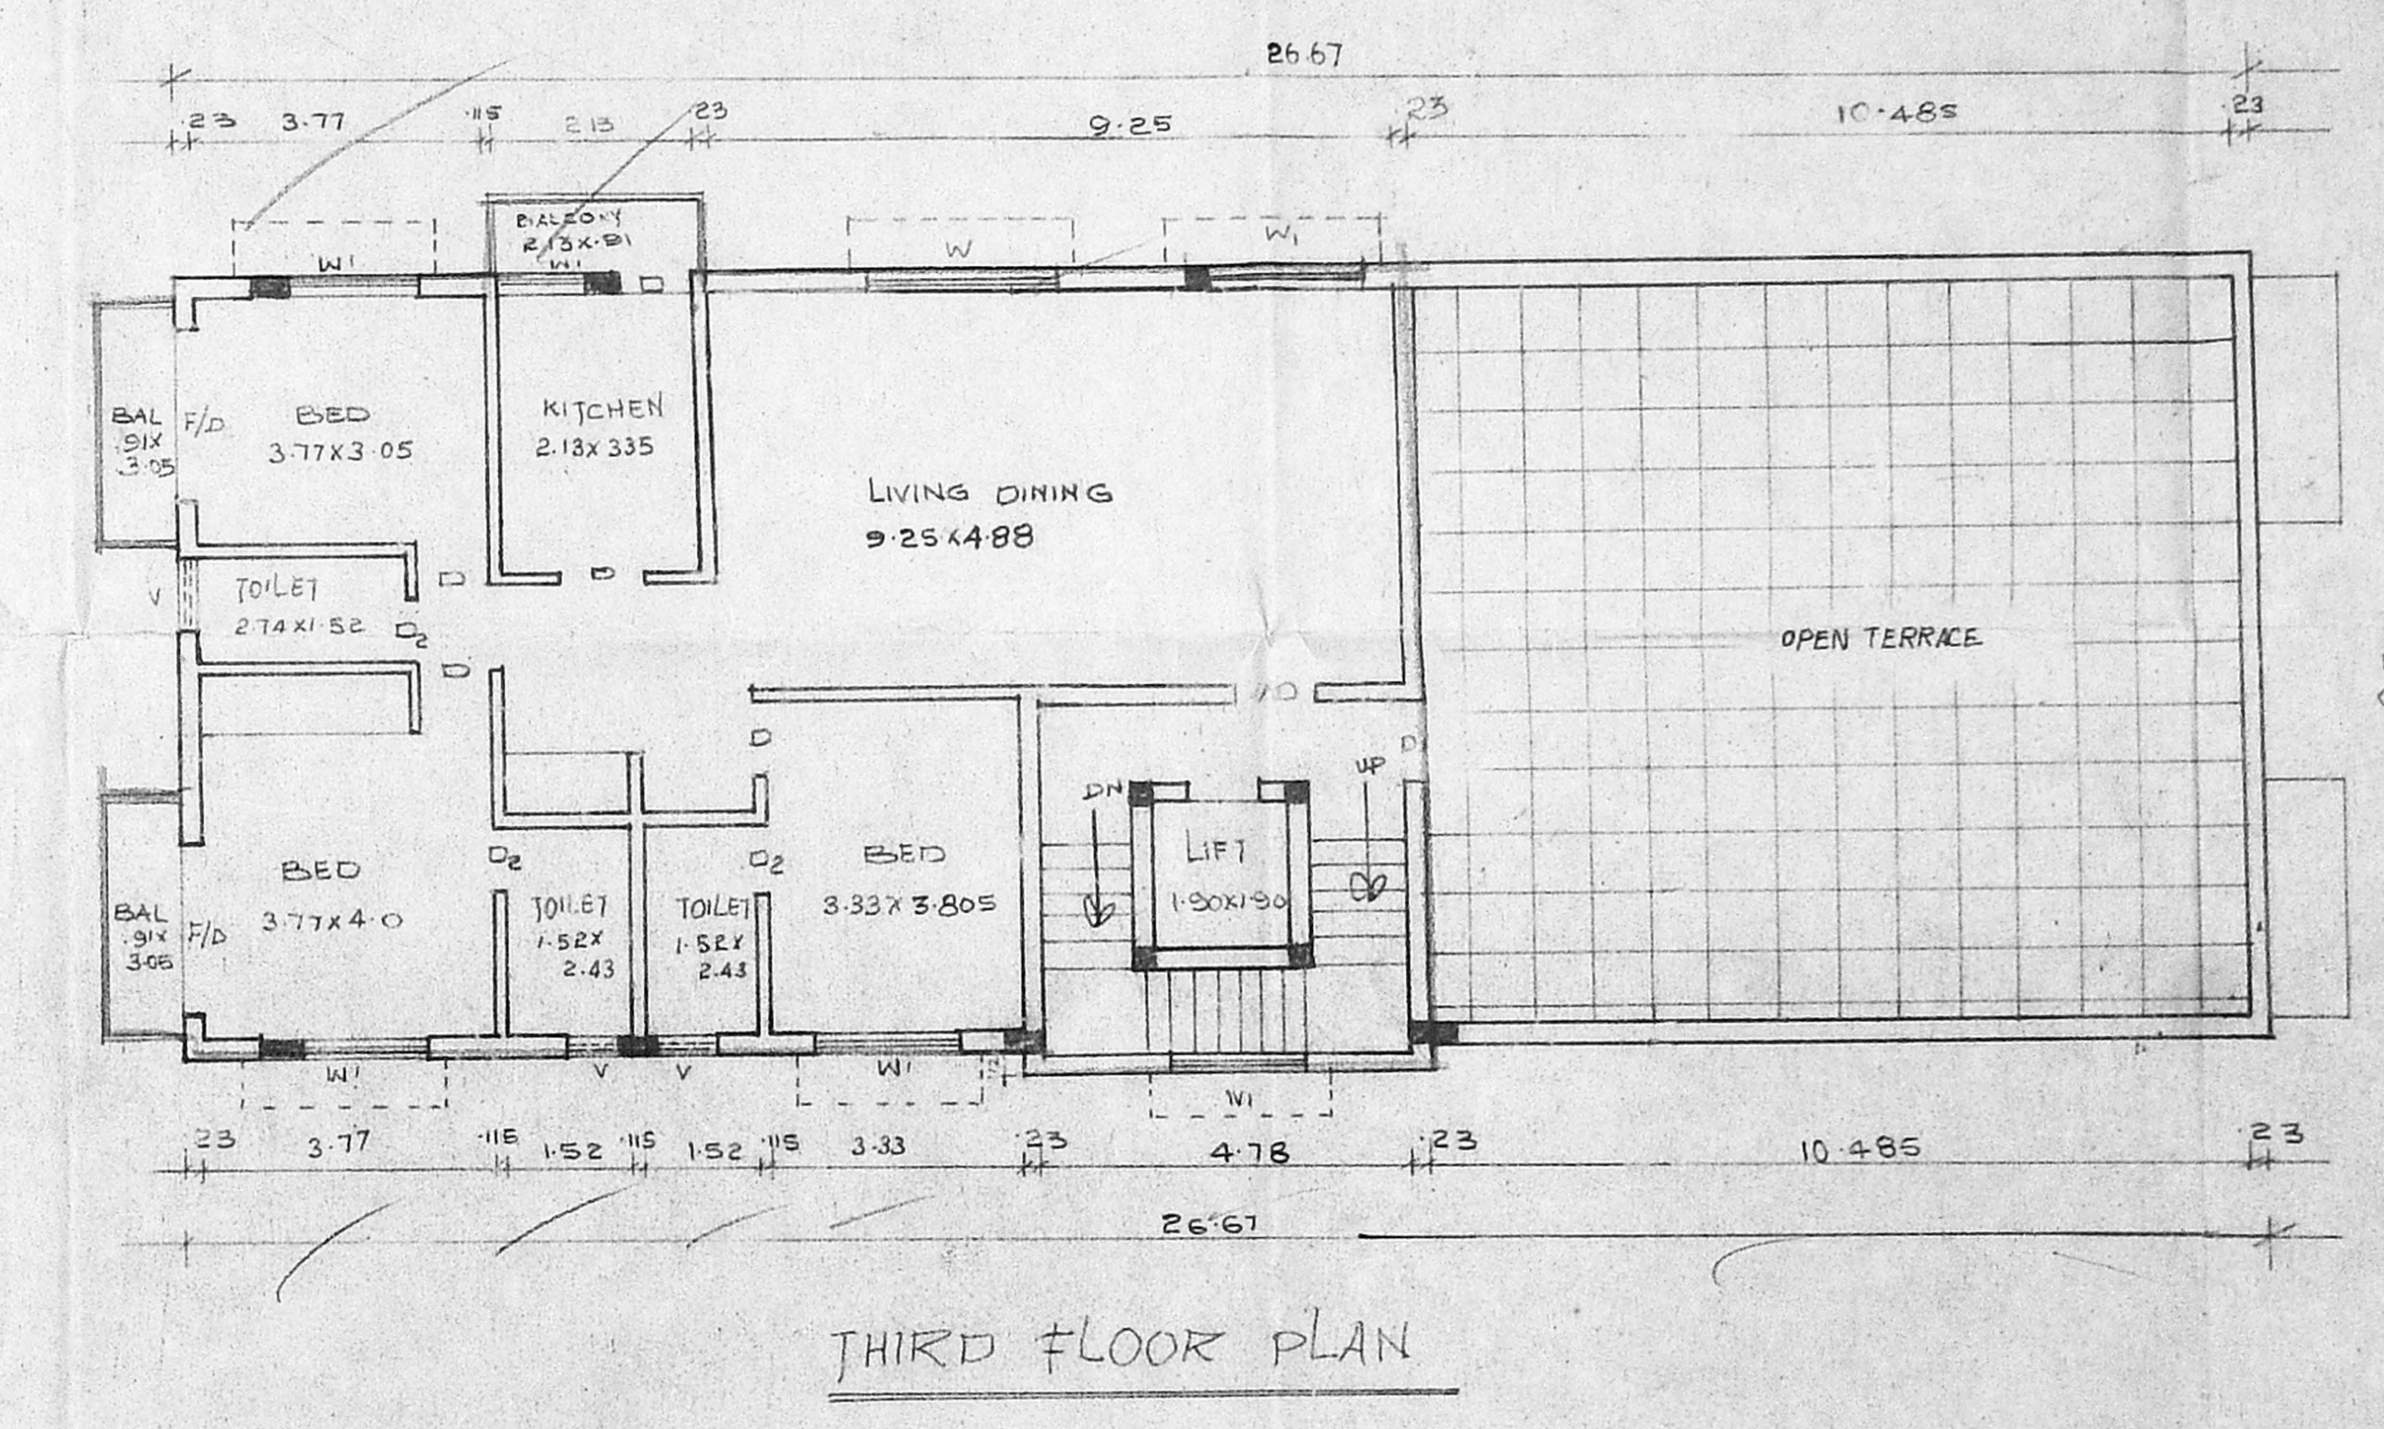 26.67
.23 3.77 .115 2.13 .23 9.25 .23 10.485 .23
BALCONY
2.13X.91
W1 W1 W W1
D
BAL
.91X
3.05
F/D
BED
3.77X3.05
KITCHEN
2.13X335
LIVING DINING
9.25X4.88
V
TOILET
2.74X1.52
D
D
D2
D
OPEN TERRACE
D
D
D
DN
UP
BAL
.91X
3.05
F/D
BED
3.77X4.0
D2
TOILET
1.52X
2.43
TOILET
1.52X
2.43
D2
BED
3.33X3.805
LIFT
1.90X1.90
W1 V V W1 W1
.23 3.77 .115 1.52 .115 1.52 .115 3.33 .23 4.78 .23 10.485 .23
26.67
THIRD FLOOR PLAN